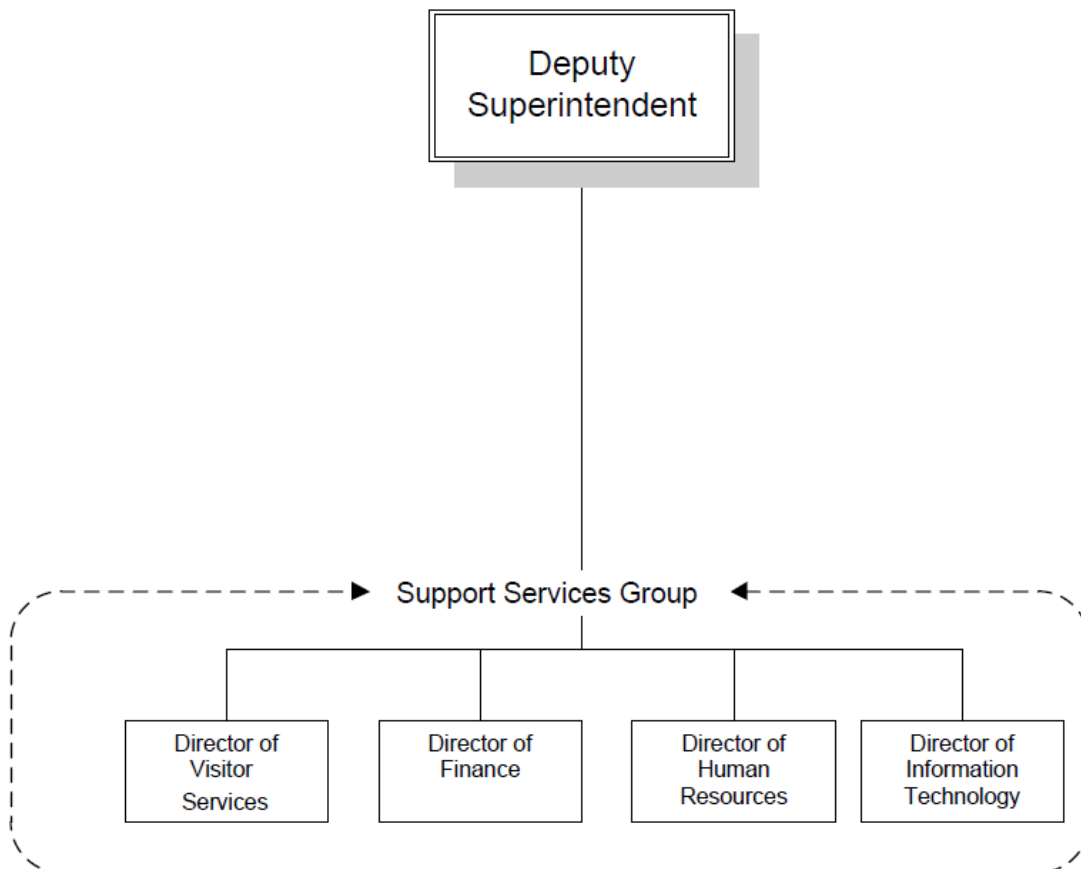 Deputy
Superintendent
Support Services Group
Director of
Visitor
Services
Director of
Finance
Director of
Human
Resources
Director of
Information
Technology